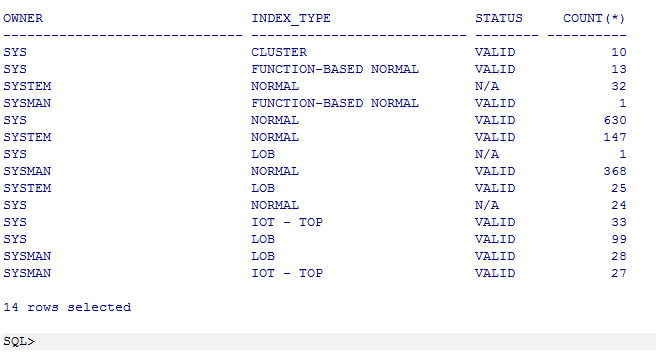 OWNER                          INDEX_TYPE                  STATUS     COUNT(*)
------------------------------ --------------------------- -------- ----------
SYS                            CLUSTER                     VALID            10
SYS                            FUNCTION-BASED NORMAL       VALID            13
SYSTEM                         NORMAL                      N/A              32
SYSMAN                         FUNCTION-BASED NORMAL       VALID             1
SYS                            NORMAL                      VALID           630
SYSTEM                         NORMAL                      VALID           147
SYS                            LOB                         N/A               1
SYSMAN                         NORMAL                      VALID           368
SYSTEM                         LOB                         VALID            25
SYS                            NORMAL                      N/A              24
SYS                            IOT - TOP                   VALID            33
SYS                            LOB                         VALID            99
SYSMAN                         LOB                         VALID            28
SYSMAN                         IOT - TOP                   VALID            27
14 rows selected
SQL>